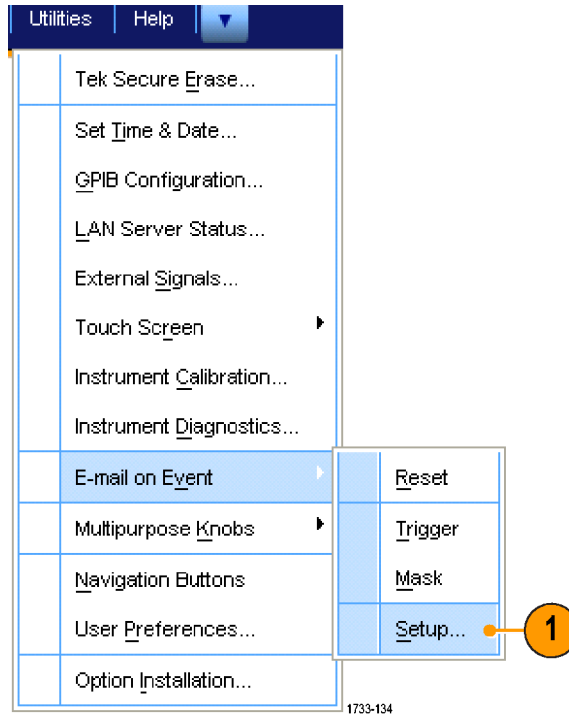 Utilities Help
Tek Secure Erase...
Set Time & Date...
GPIB Configuration...
LAN Server Status...
External Signals...
Touch Screen
Instrument Calibration...
Instrument Diagnostics...
E-mail on Event
Reset
Multipurpose Knobs
Trigger
Navigation Buttons
Mask
User Preferences...
Setup... 1
Option Installation...
1733-134